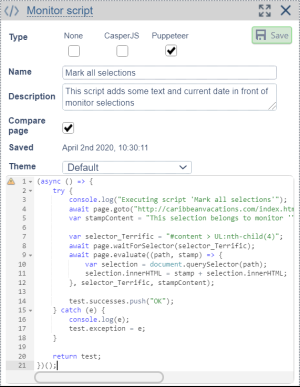 </> Monitor script
Type None CasperJS Puppeteer Save
Name Mark all selections
Description This script adds some text and current date in front of
monitor selections
Compare
page
Saved April 2nd 2020, 10:30:11
Theme Default
1 (async () => {
2 try {
3 console.log("Executing script 'Mark all selections'");
4 await page.goto("http://caribbeanvacations.com/index.htm
5 var stampContent = "This selection belongs to monitor '
6
7 var selector_Terrific = "#content > UL:nth-child(4)";
8 await page.waitForSelector(selector_Terrific);
9 await page.evaluate((path, stamp) => {
10 var selection = document.querySelector(path);
11 selection.innerHTML = stamp + selection.innerHTML;
12 }, selector_Terrific, stampContent);
13
14 test.successes.push("OK");
15 } catch (e) {
16 console.log(e);
17 test.exception = e;
18 }
19
20 return test;
21 })();